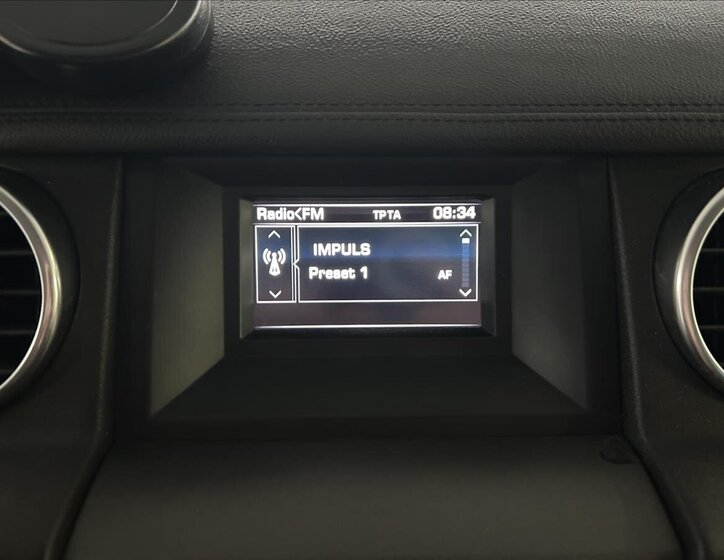 Radio<FM TPTA 08:34
IMPULS
Preset 1 AF